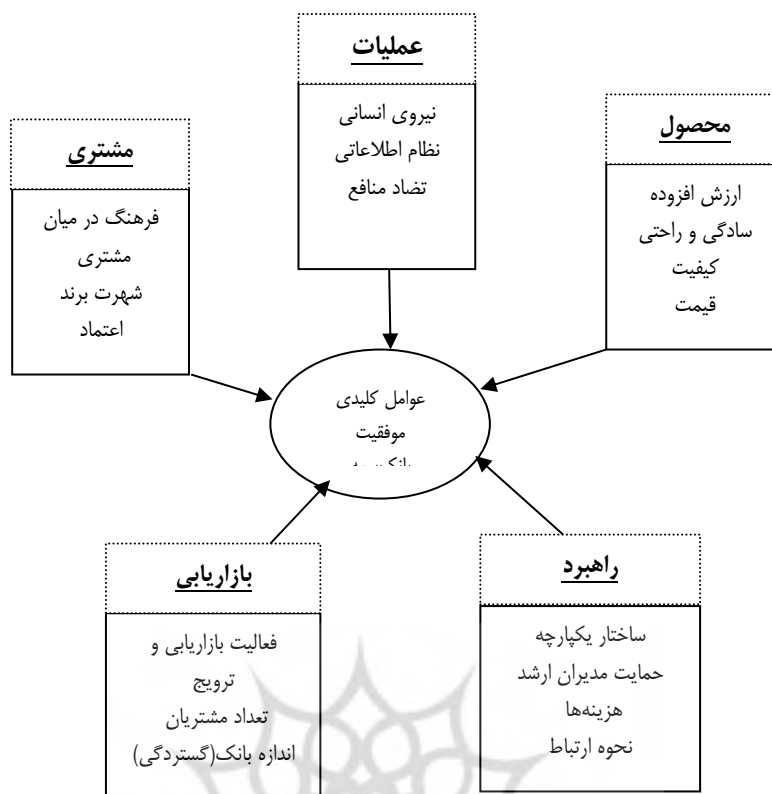 عملیات
نیروی انسانی
نظام اطلاعاتی
تضاد منافع
محصول
ارزش افزوده
سادگی و راحتی
کیفیت
قیمت
مشتری
فرهنگ در میان
مشتری
شهرت برند
اعتماد
عوامل کلیدی
موفقیت
راهبرد
ساختار یکپارچه
حمایت مدیران ارشد
هزینه‌ها
نحوه ارتباط
بازاریابی
فعالیت بازاریابی و
ترویج
تعداد مشتریان
اندازه بانک(گستردگی)